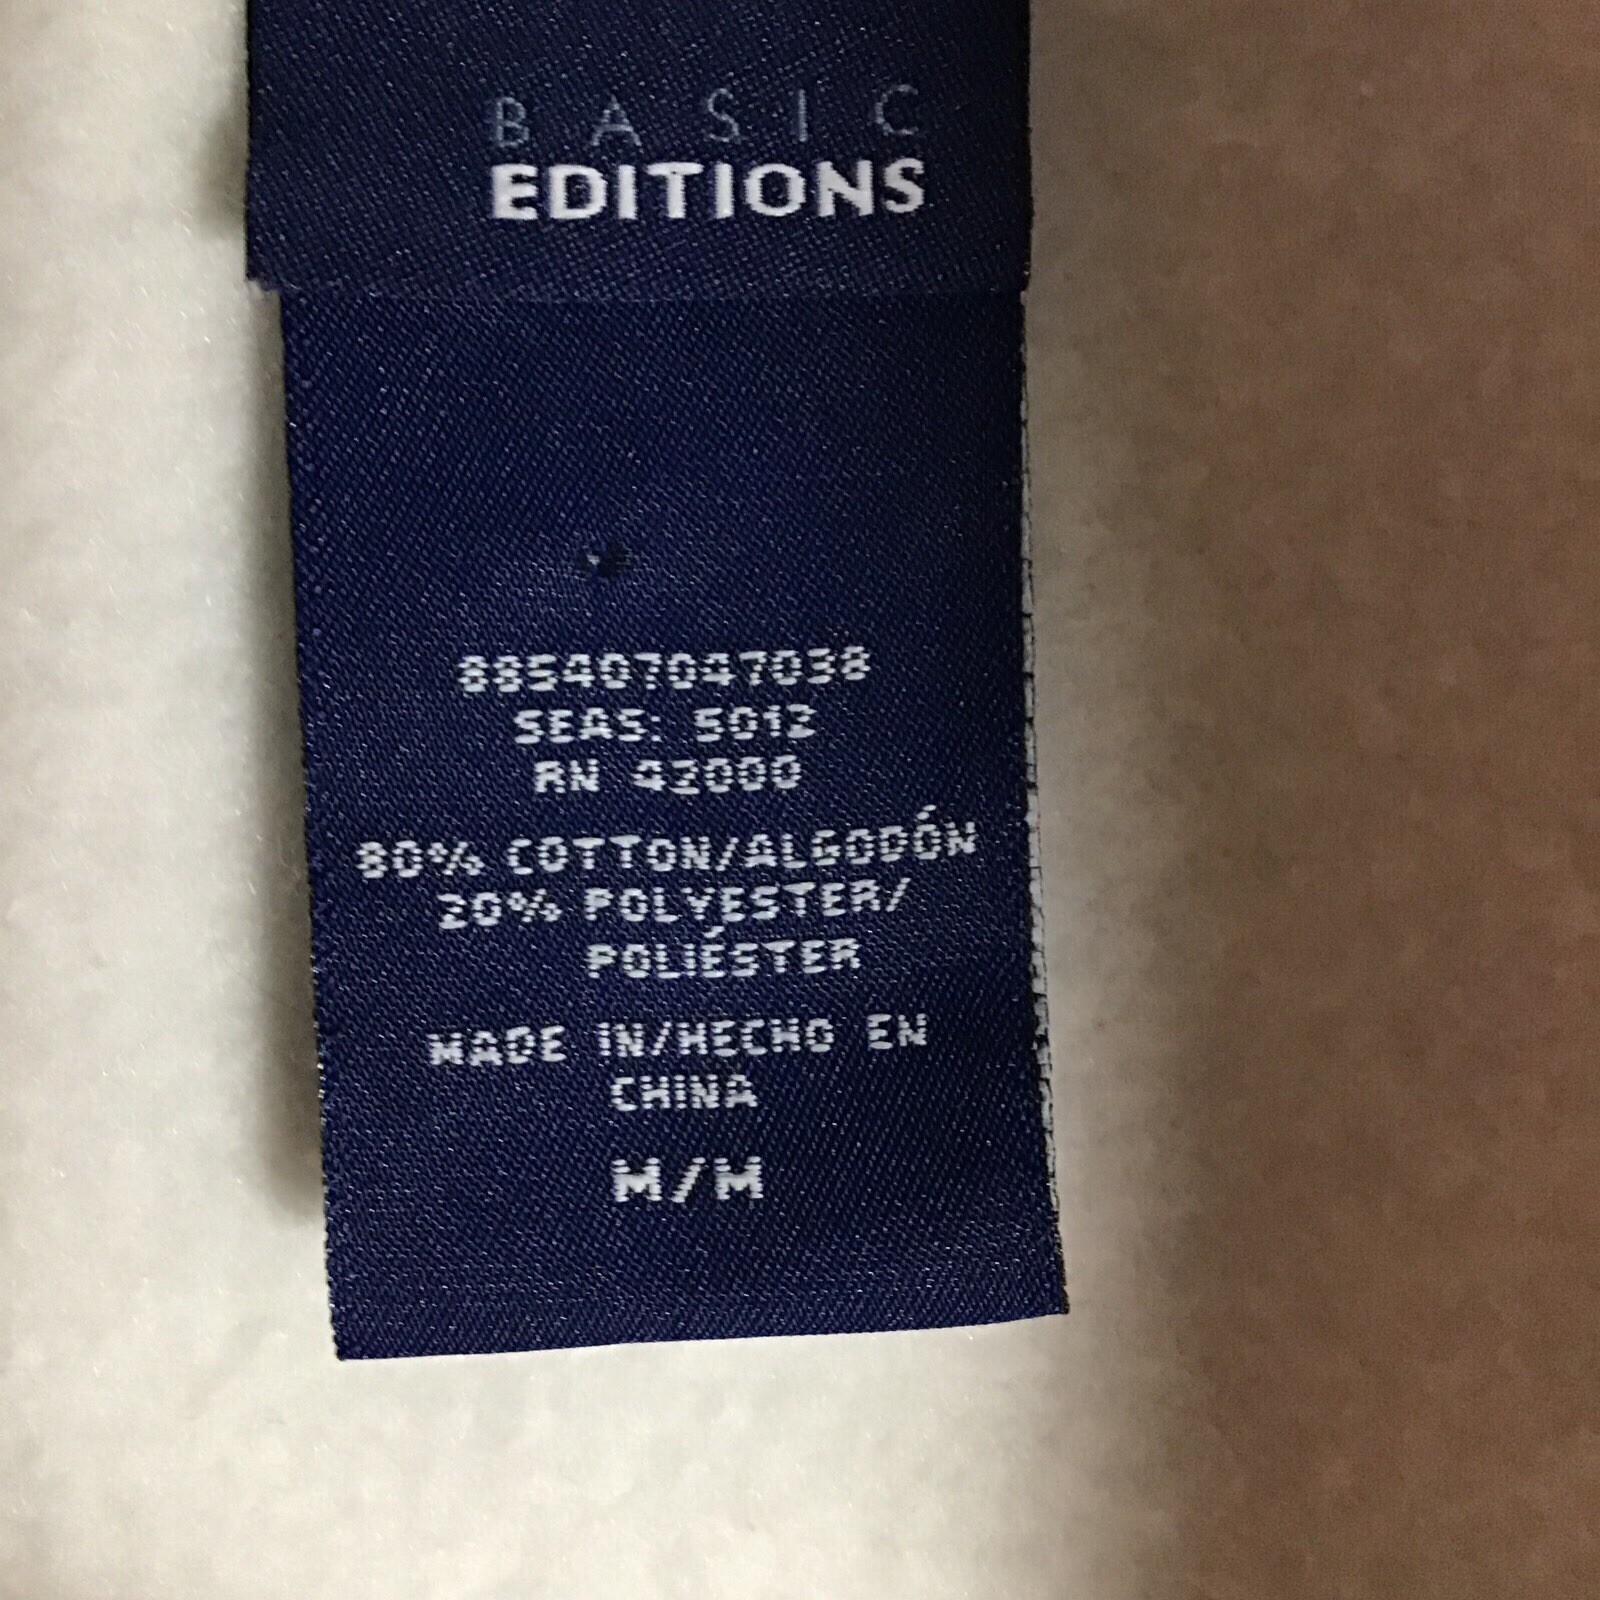 BASIC
EDITIONS
885407047038
SEAS: 5012
RN 42000
80% COTTON/ALGODÓN
20% POLYESTER/
POLIÉSTER
MADE IN/HECHO EN
CHINA
M/M